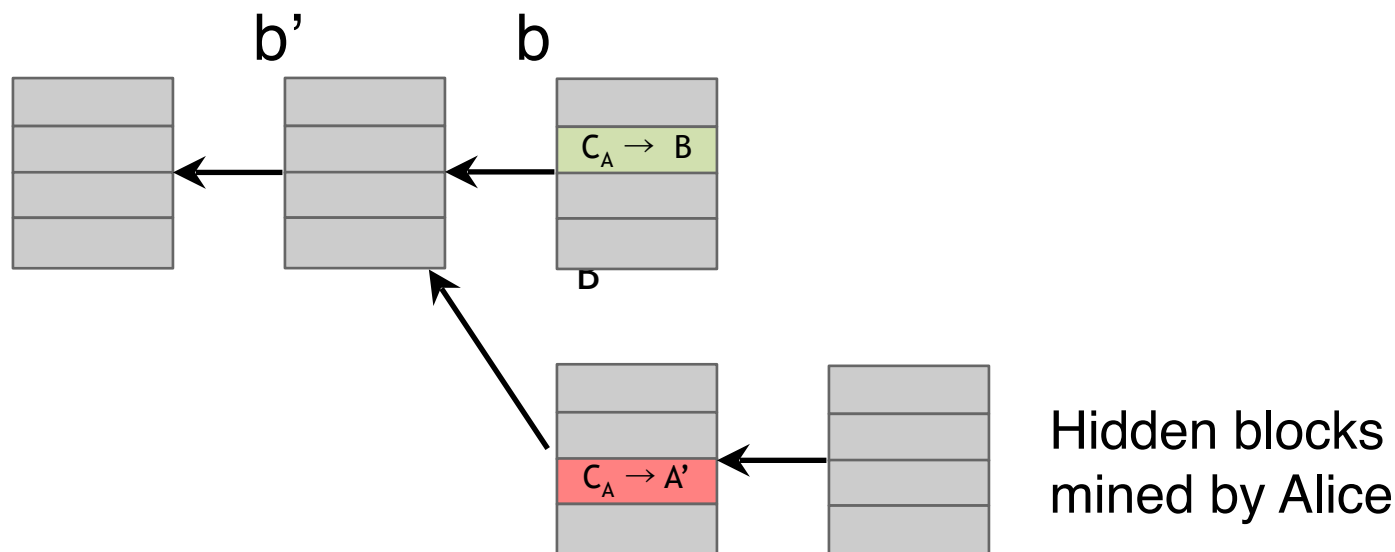 b’
b
C_A → B
B
C_A → A’
Hidden blocks
mined by Alice